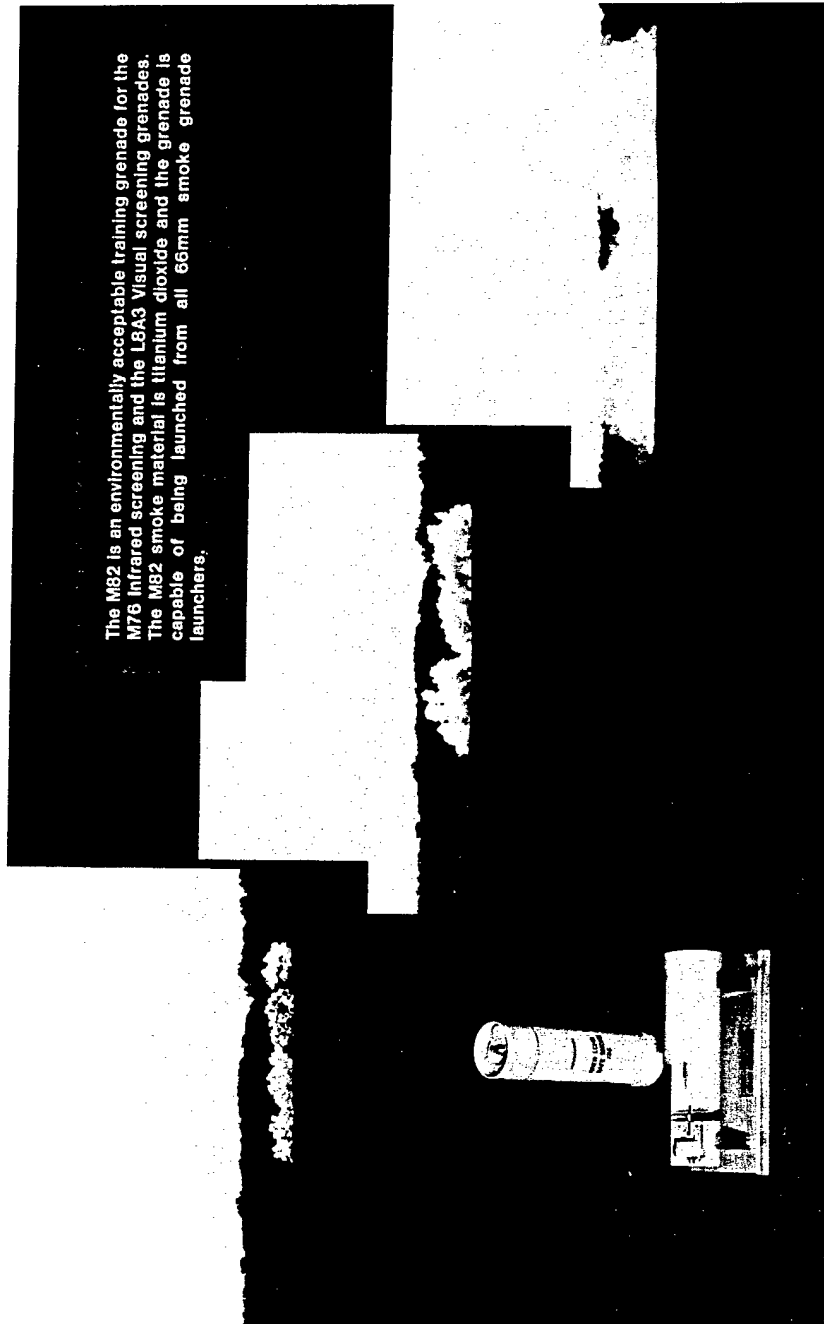 The M82 is an environmentally acceptable training grenade for the
M76 Infrared screening and the L8A3 Visual screening grenades.
The M82 smoke material is titanium dioxide and the grenade is
capable of being launched from all 66mm smoke grenade
launchers.